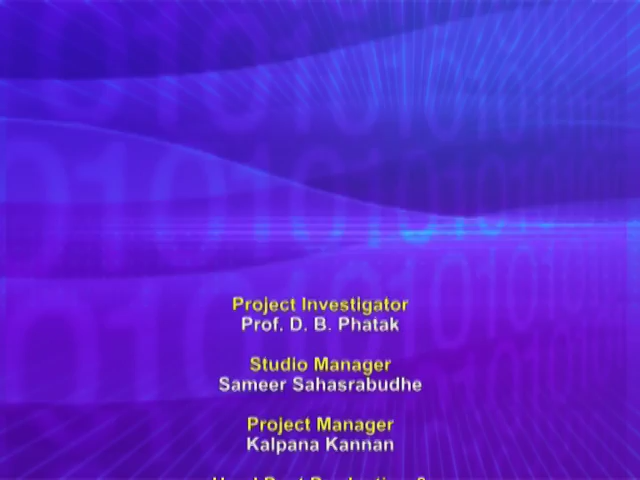 Project Investigator
Prof. D. B. Phatak
Studio Manager
Sameer Sahasrabudhe
Project Manager
Kalpana Kannan